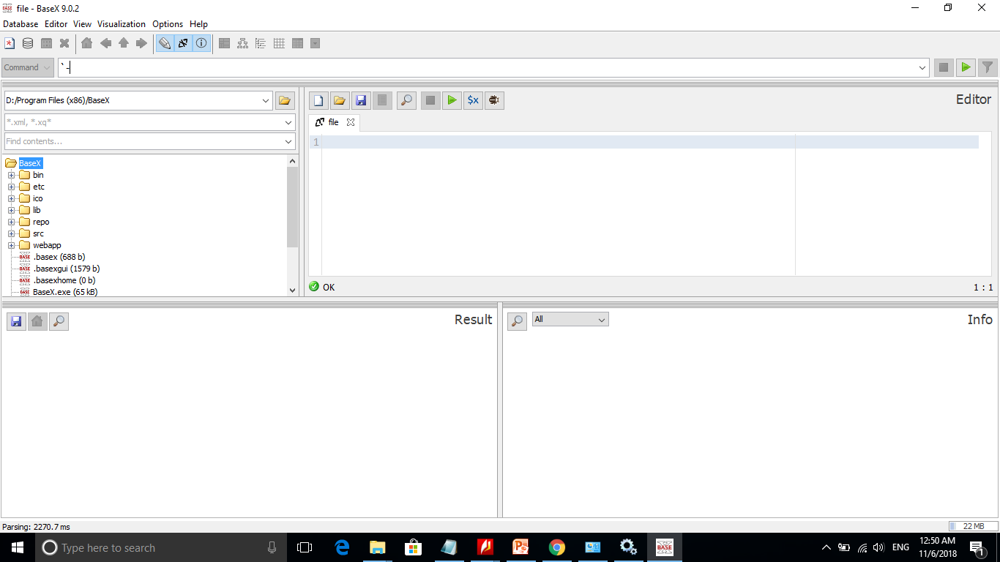 file - BaseX 9.0.2
Database Editor View Visualization Options Help
Command
`-
D:/Program Files (x86)/BaseX
*.xml, *.xq*
Find contents...
BaseX
bin
etc
ico
lib
repo
src
webapp
.basex (688 b)
.basexgui (1579 b)
.basexhome (0 b)
BaseX.exe (65 kB)
$x
Editor
file
1
OK
1 : 1
Result
All
Info
Parsing: 2270.7 ms
22 MB
Type here to search
BASE
ENG
12:50 AM
11/6/2018
1